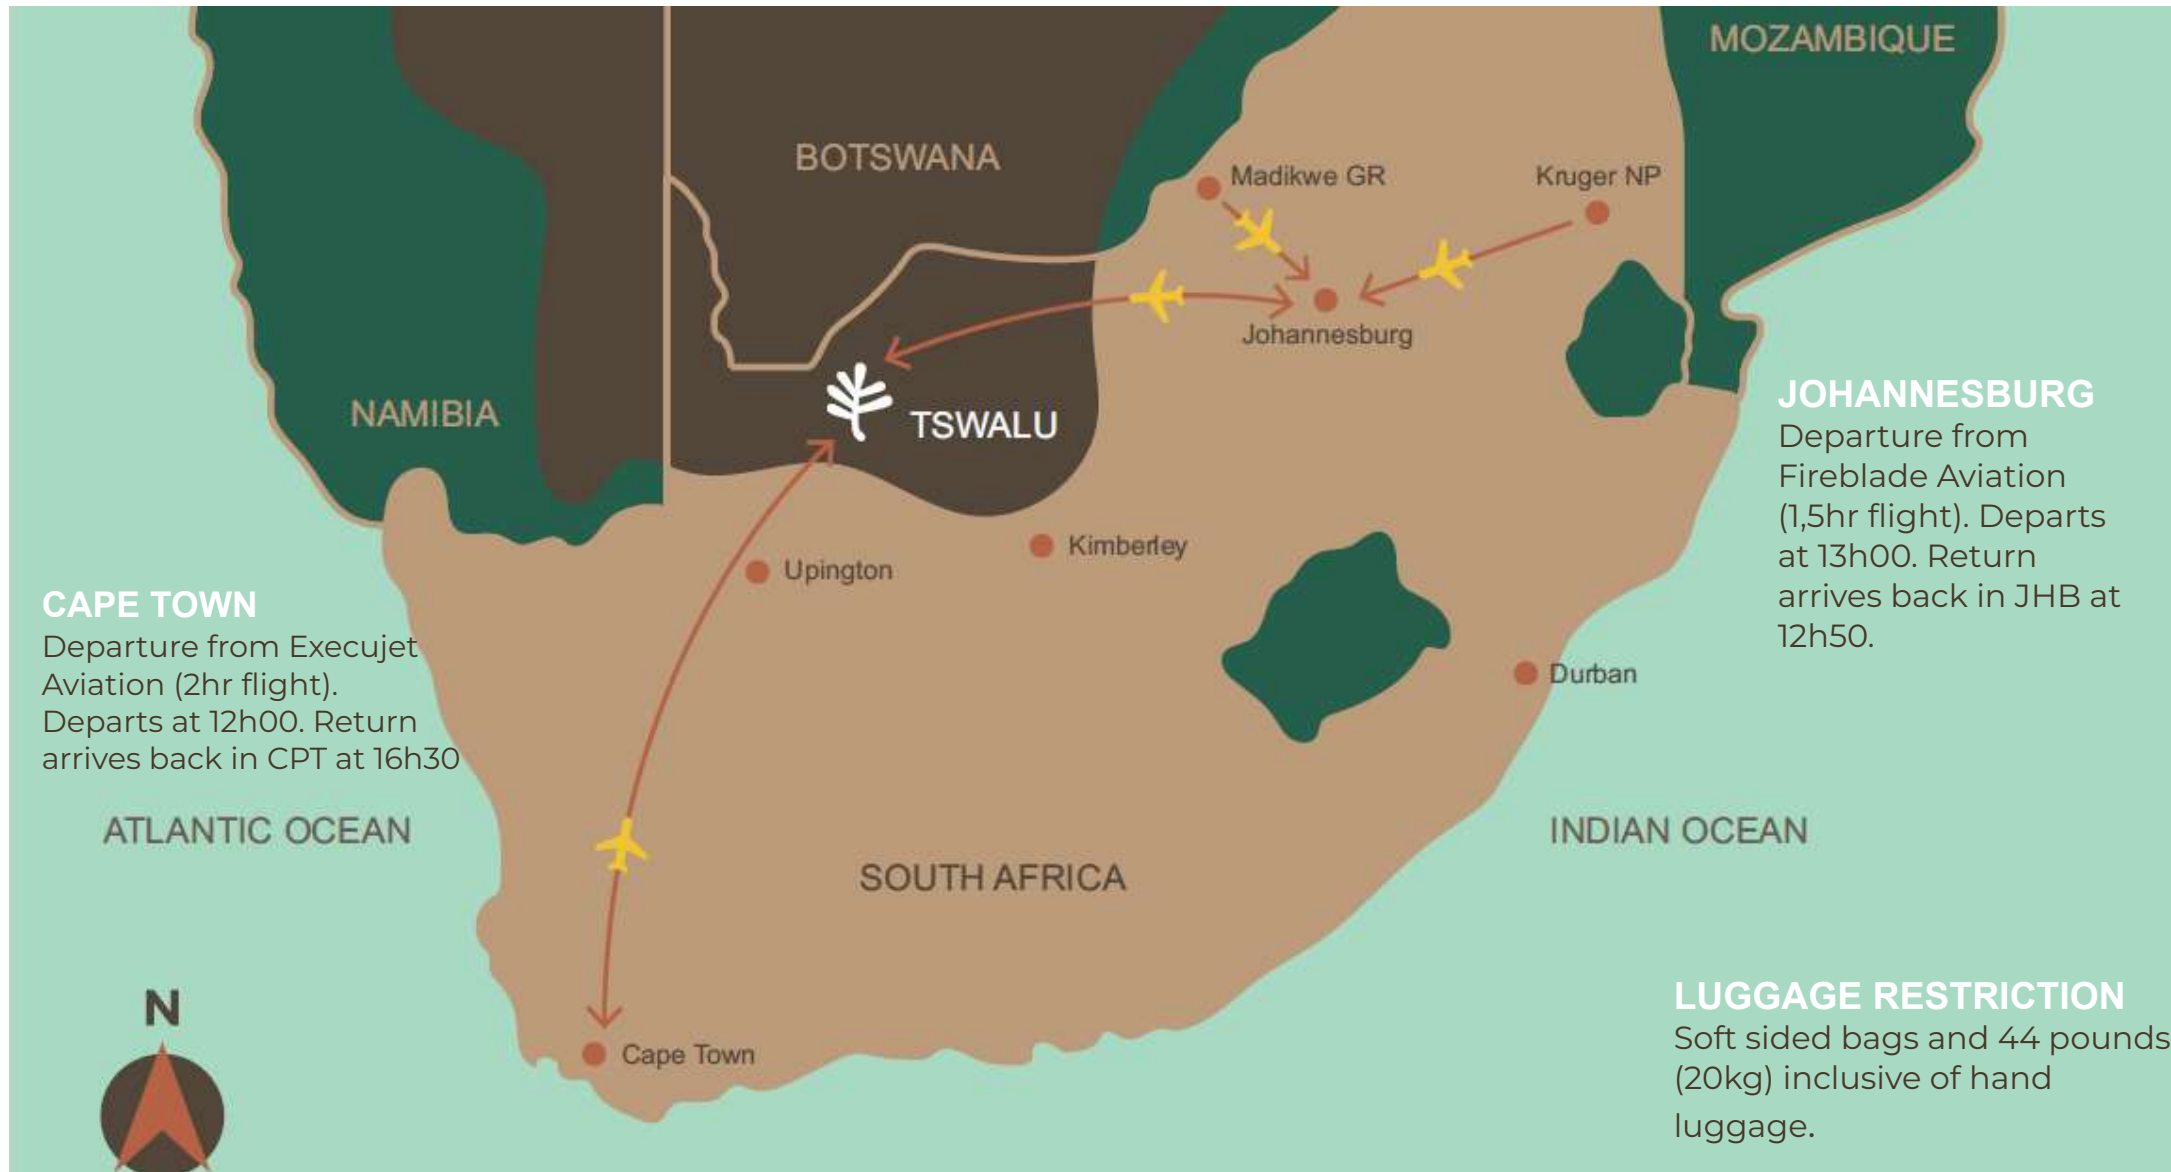 MOZAMBIQUE
BOTSWANA
Madikwe GR
Kruger NP
Johannesburg
NAMIBIA
TSWALU
JOHANNESBURG
Departure from
Fireblade Aviation
(1,5hr flight). Departs
at 13h00. Return
arrives back in JHB at
12h50.
Kimberley
Upington
CAPE TOWN
Departure from Execujet
Aviation (2hr flight).
Departs at 12h00. Return
arrives back in CPT at 16h30
Durban
ATLANTIC OCEAN
INDIAN OCEAN
SOUTH AFRICA
N
Cape Town
LUGGAGE RESTRICTION
Soft sided bags and 44 pounds
(20kg) inclusive of hand
luggage.